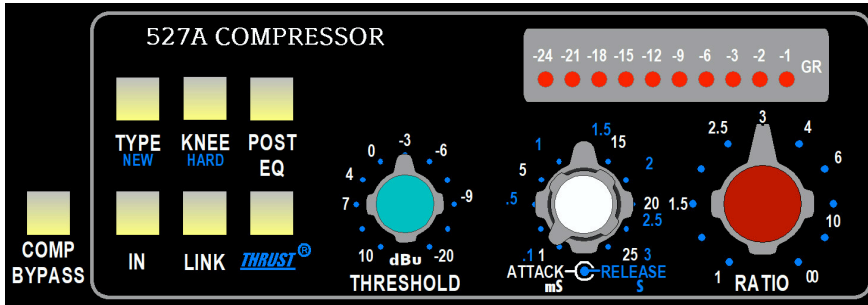 527A COMPRESSOR
-24 -21 -18 -15 -12 -9 -6 -3 -2 -1 GR
TYPE
NEW
KNEE
HARD
POST
EQ
COMP
BYPASS
IN
LINK
THRUST®
10 7 4 0 -3 -6 -9 -20
dBu
THRESHOLD
1 5 15 20 25
.1 .5 1 1.5 2 2.5 3
ATTACK
mS
RELEASE
S
1 1.5 2.5 3 4 6 10 00
RATIO